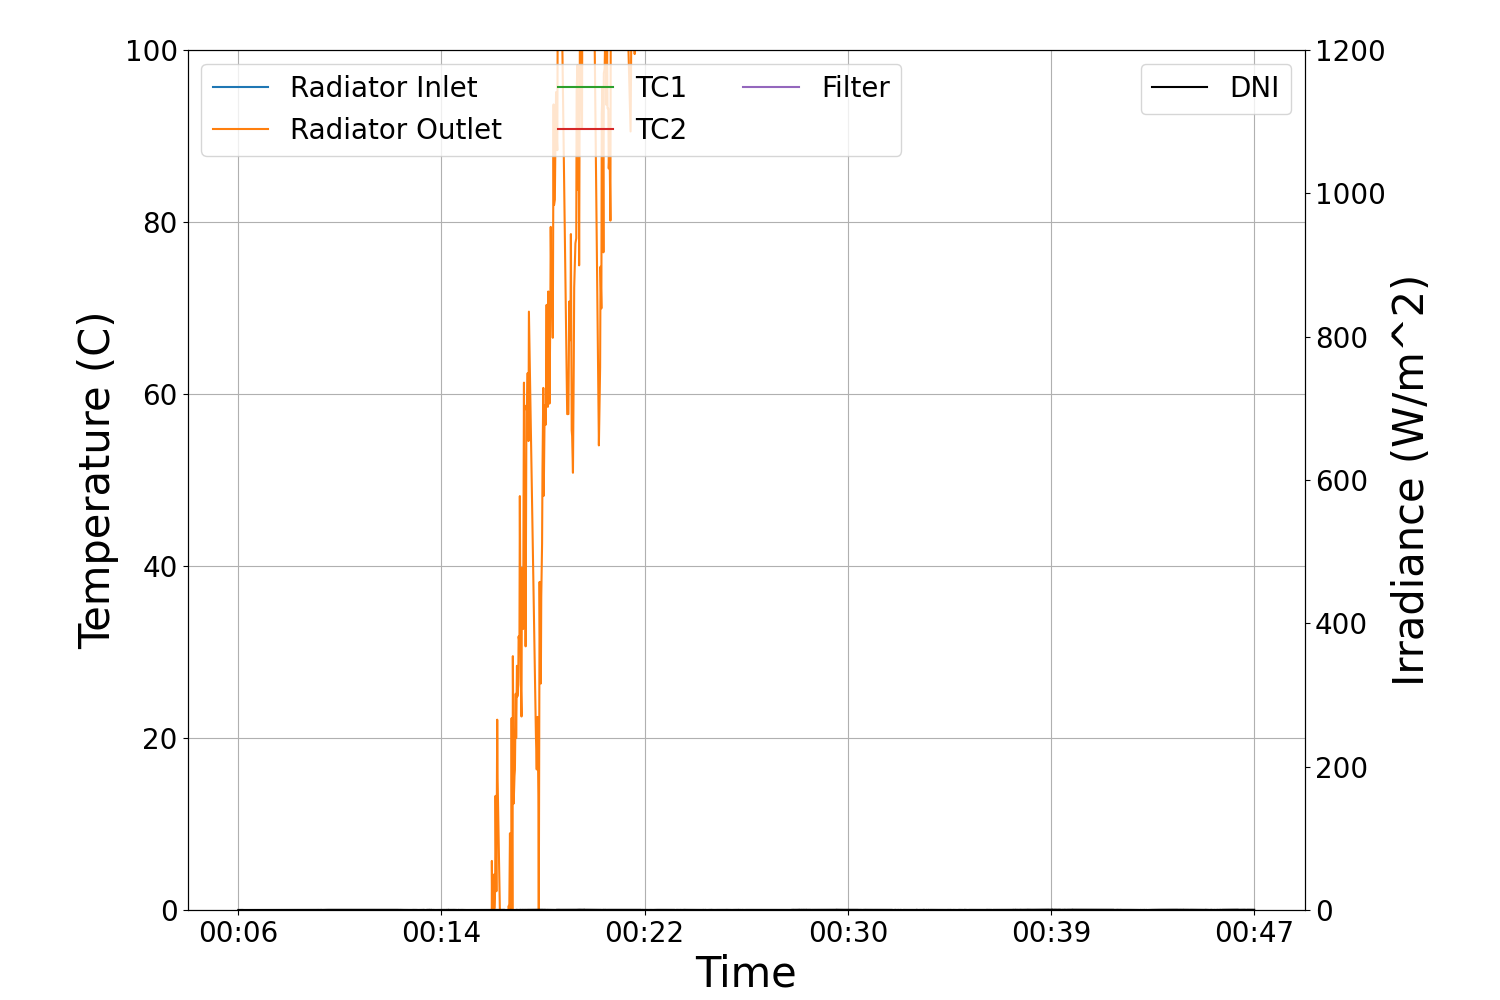 100
80
60
40
20
0
Temperature (C)
Radiator Inlet
Radiator Outlet
TC1
TC2
Filter
DNI
1200
1000
800
600
400
200
0
Irradiance (W/m^2)
00:06 00:14 00:22 00:30 00:39 00:47
Time